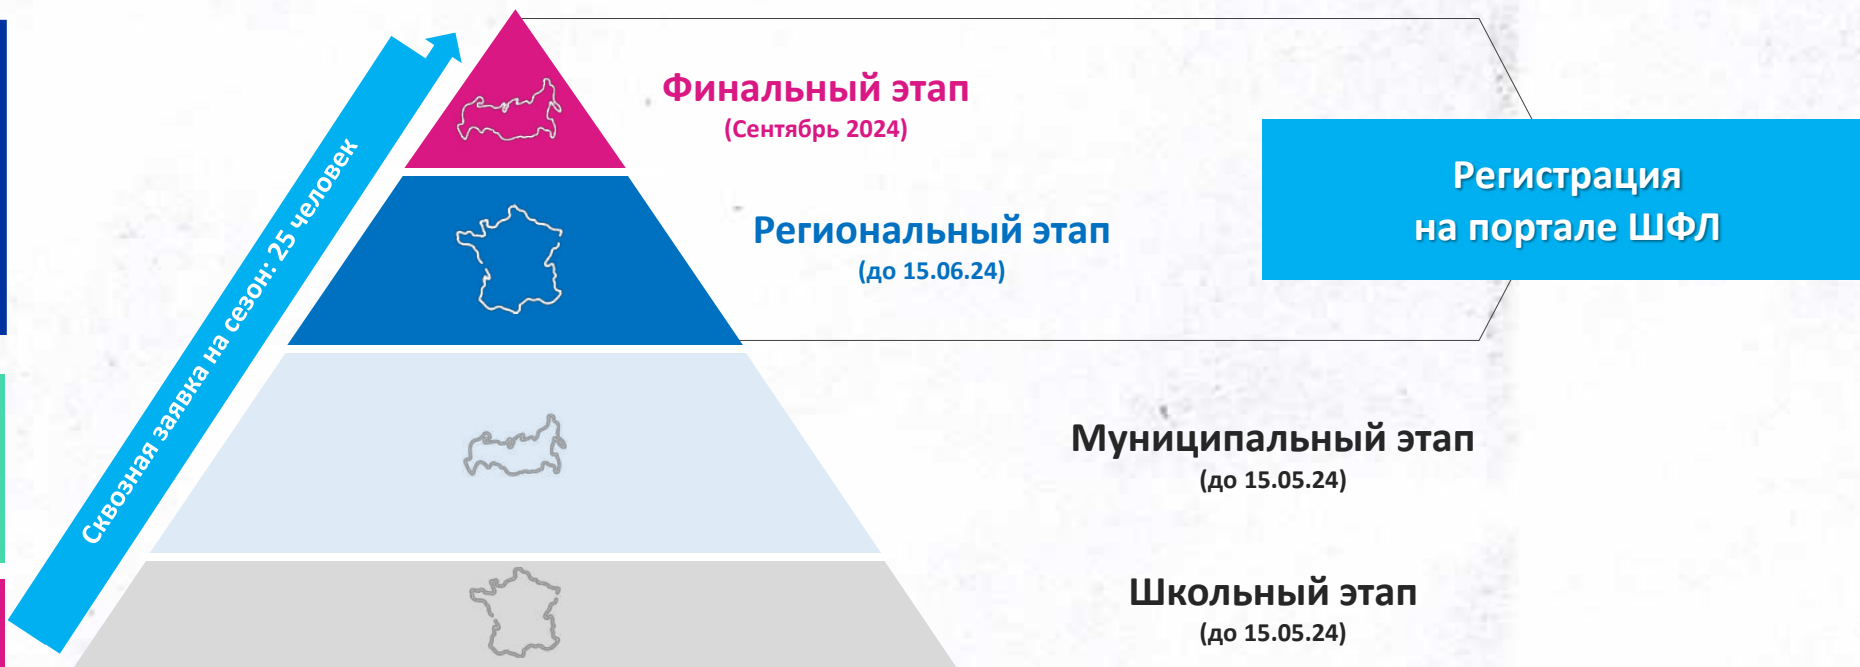 Финальный этап
(Сентябрь 2024)
Регистрация
на портале ШФЛ
Региональный этап
(до 15.06.24)
Сквозная заявка на сезон: 25 человек
Муниципальный этап
(до 15.05.24)
Школьный этап
(до 15.05.24)